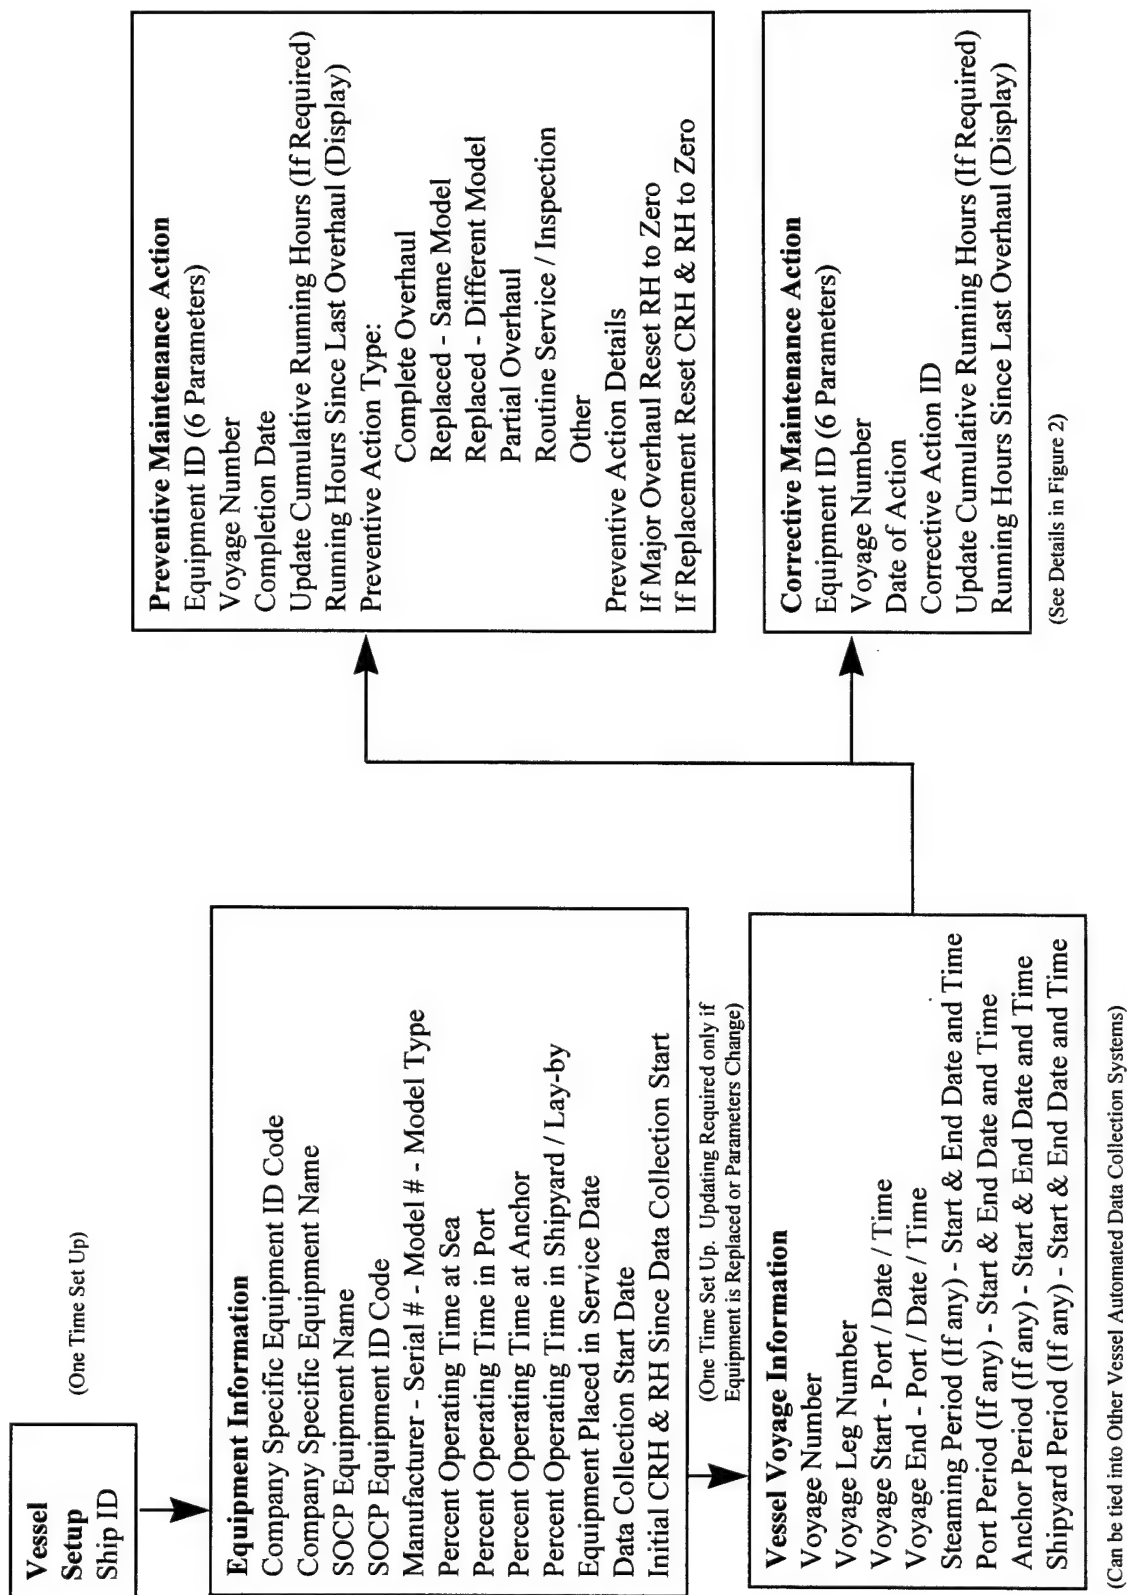 Vessel
Setup
Ship ID
(One Time Set Up)
Equipment Information
Company Specific Equipment ID Code
Company Specific Equipment Name
SOCP Equipment Name
SOCP Equipment ID Code
Manufacturer - Serial # - Model # - Model Type
Percent Operating Time at Sea
Percent Operating Time in Port
Percent Operating Time at Anchor
Percent Operating Time in Shipyard / Lay-by
Equipment Placed in Service Date
Data Collection Start Date
Initial CRH & RH Since Data Collection Start
(One Time Set Up. Updating Required only if
Equipment is Replaced or Parameters Change)
Vessel Voyage Information
Voyage Number
Voyage Leg Number
Voyage Start - Port / Date / Time
Voyage End - Port / Date / Time
Steaming Period (If any) - Start & End Date and Time
Port Period (If any) - Start & End Date and Time
Anchor Period (If any) - Start & End Date and Time
Shipyard Period (If any) - Start & End Date and Time
(Can be tied into Other Vessel Automated Data Collection Systems)
Preventive Maintenance Action
Equipment ID (6 Parameters)
Voyage Number
Completion Date
Update Cumulative Running Hours (If Required)
Running Hours Since Last Overhaul (Display)
Preventive Action Type:
Complete Overhaul
Replaced - Same Model
Replaced - Different Model
Partial Overhaul
Routine Service / Inspection
Other
Preventive Action Details
If Major Overhaul Reset RH to Zero
If Replacement Reset CRH & RH to Zero
Corrective Maintenance Action
Equipment ID (6 Parameters)
Voyage Number
Date of Action
Corrective Action ID
Update Cumulative Running Hours (If Required)
Running Hours Since Last Overhaul (Display)
(See Details in Figure 2)